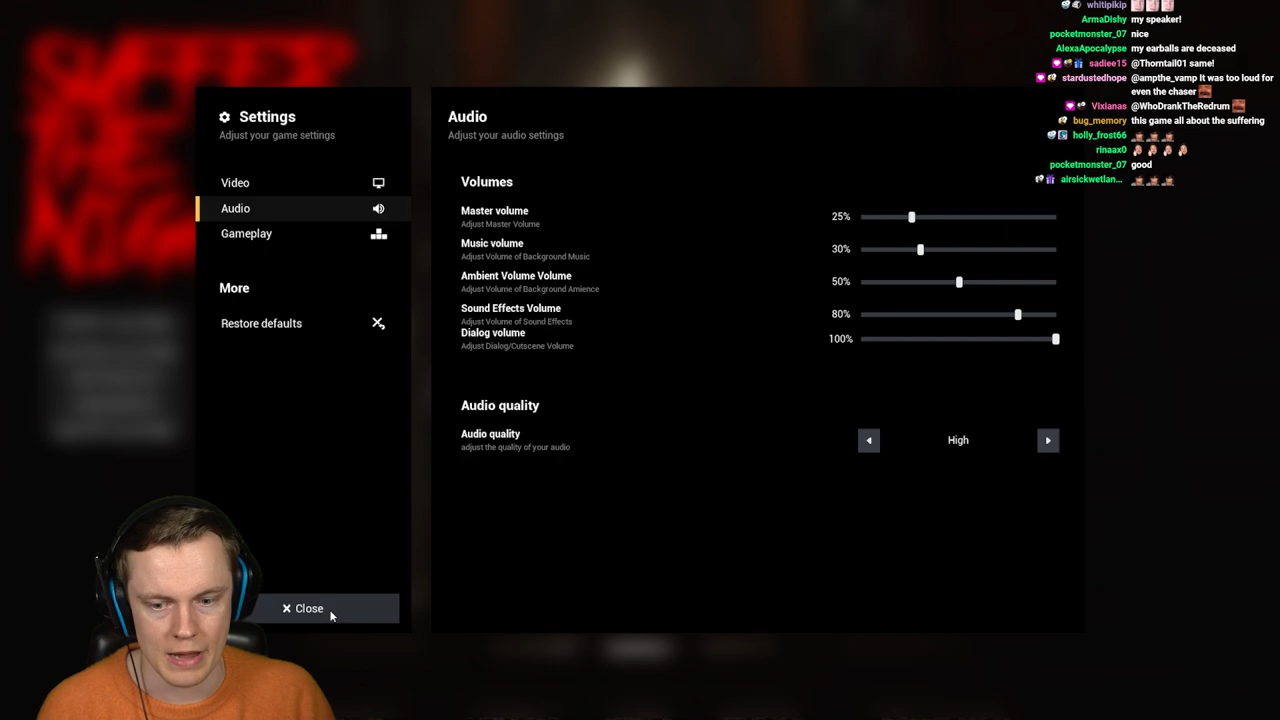 SUFFER
THE
NIGHT
Settings
Adjust your game settings
Video
Audio
Gameplay
More
Restore defaults
Close
Audio
Adjust your audio settings
Volumes
Master volume
Adjust Master Volume
25%
Music volume
Adjust Volume of Background Music
30%
Ambient Volume Volume
Adjust Volume of Background Amience
50%
Sound Effects Volume
Adjust Volume of Sound Effects
80%
Dialog volume
Adjust Dialog/Cutscene Volume
100%
Audio quality
Audio quality
adjust the quality of your audio
High
whitipikip
ArmaDishy my speaker!
pocketmonster_07 nice
AlexaApocalypse my earballs are deceased
sadiee15 @Thorntail01 same!
stardustedhope @ampthe_vamp It was too loud for
even the chaser
Vixianas @WhoDrankTheRedrum
bug_memory this game all about the suffering
holly_frost66
rinaax0
pocketmonster_07 good
airsickwetlan...